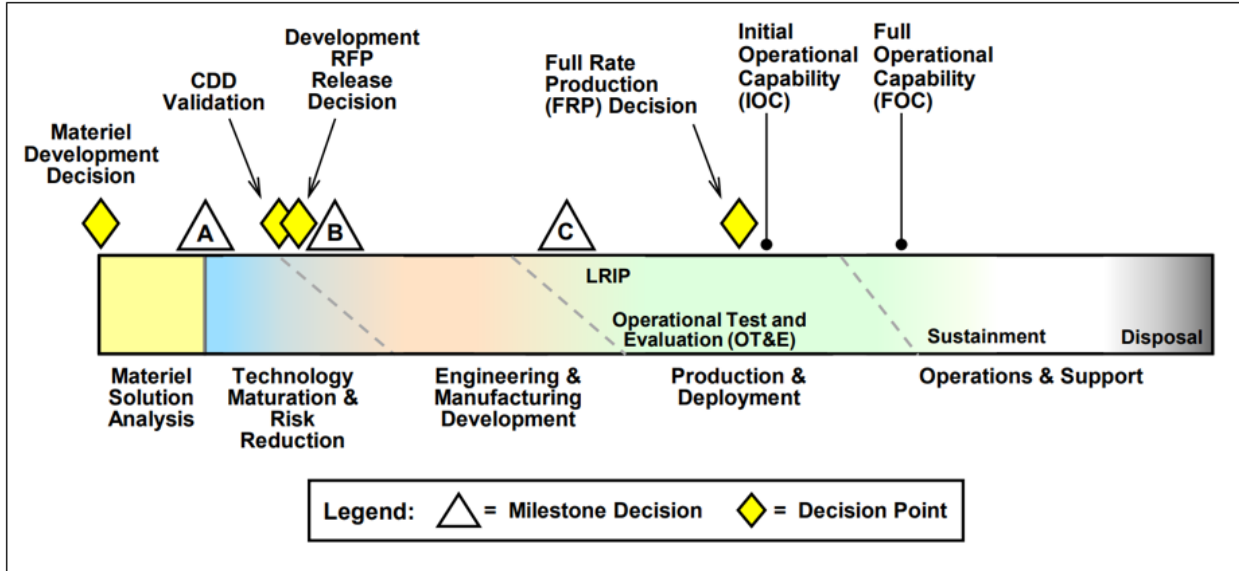 Materiel
Development
Decision
CDD
Validation
Development
RFP
Release
Decision
Full Rate
Production
(FRP) Decision
Initial
Operational
Capability
(IOC)
Full
Operational
Capability
(FOC)
A
B
C
LRIP
Operational Test and
Evaluation (OT&E)
Sustainment
Disposal
Materiel
Solution
Analysis
Technology
Maturation &
Risk
Reduction
Engineering &
Manufacturing
Development
Production &
Deployment
Operations & Support
Legend: = Milestone Decision = Decision Point